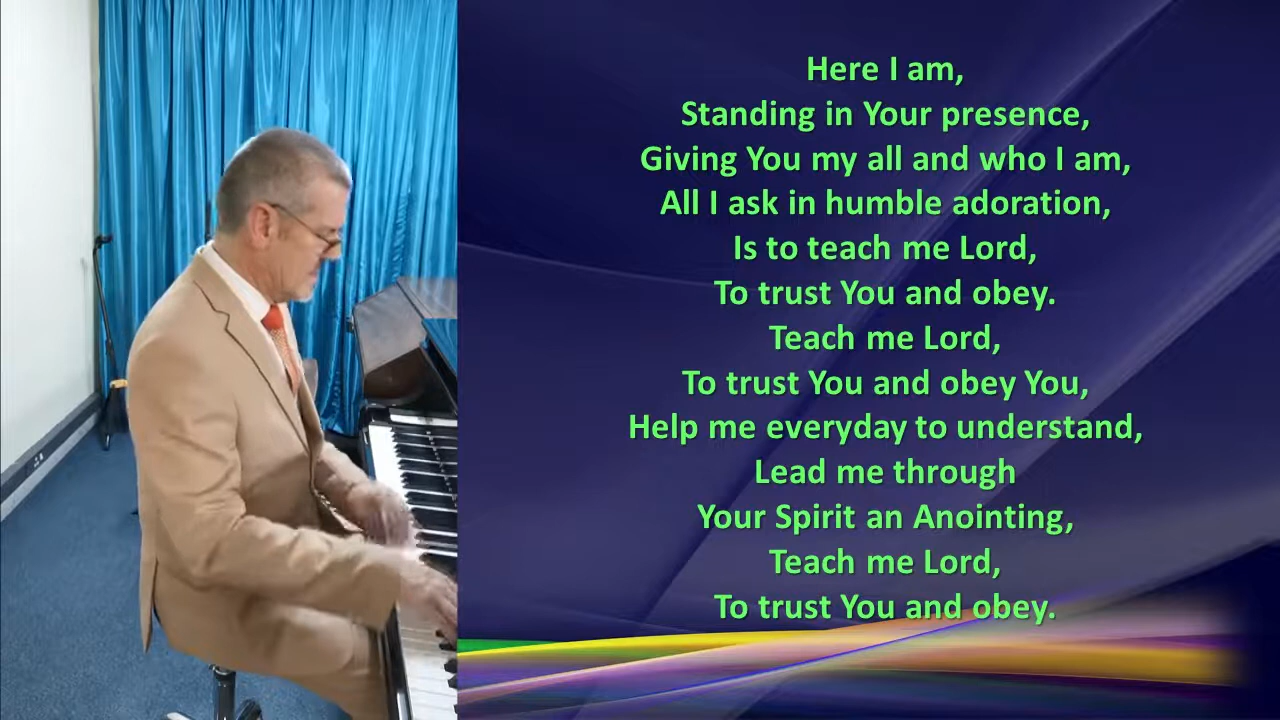 Here I am,
Standing in Your presence,
Giving You my all and who I am,
All I ask in humble adoration,
Is to teach me Lord,
To trust You and obey.
Teach me Lord,
To trust You and obey You,
Help me everyday to understand,
Lead me through
Your Spirit an Anointing,
Teach me Lord,
To trust You and obey.